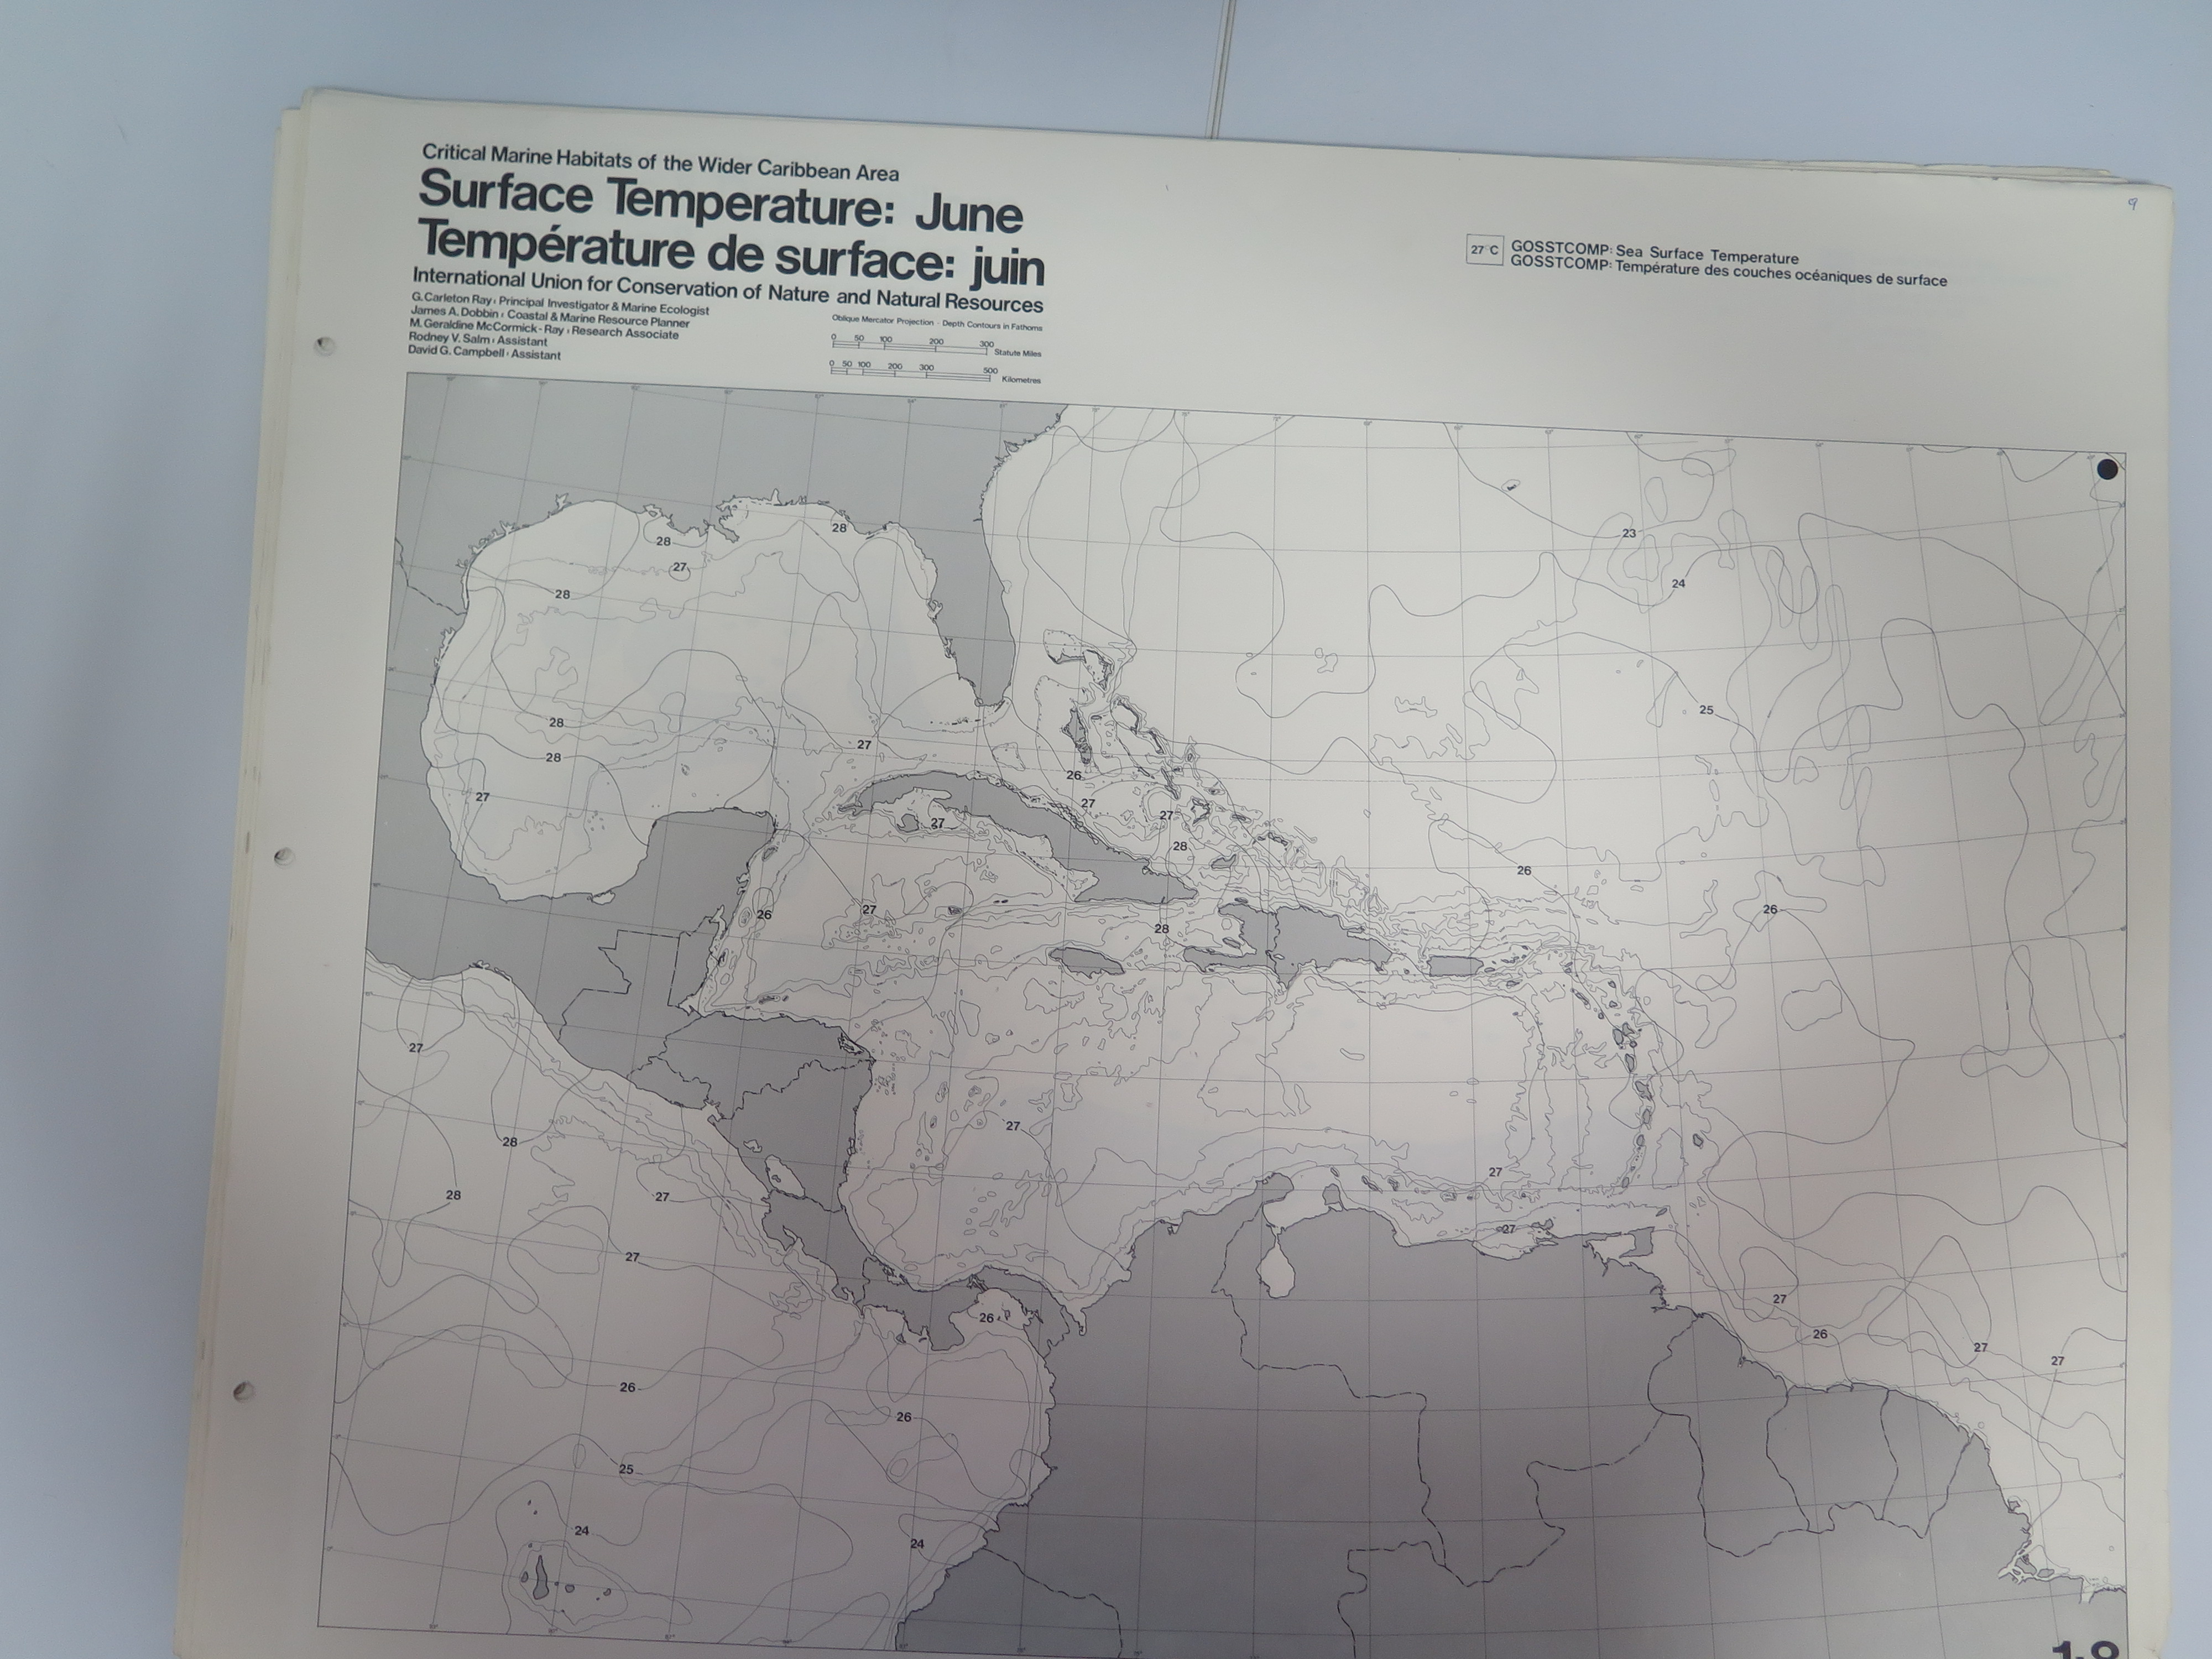 Critical Marine Habitats of the Wider Caribbean Area
Surface Temperature: June
Température de surface: juin
International Union for Conservation of Nature and Natural Resources
G. Carleton Ray, Principal Investigator & Marine Ecologist
James A. Dobbin, Coastal & Marine Resource Planner
M. Geraldine McCormick-Ray, Research Associate
Rodney V. Salm, Assistant
David G. Campbell, Assistant
Oblique Mercator Projection Depth Contours in Fathoms
0 50 100 200 300 Statute Miles
0 50 100 200 300 500 Kilometres
9
27°C
GOSSTCOMP: Sea Surface Temperature
GOSSTCOMP: Température des couches océaniques de surface
28
28
23
27
24
28
25
28
27
28
26
27
27
27
27
28
26
26
27
26
28
27
27
28
27
28
27
27
27
27
26
26
27
27
26
26
25
24
24